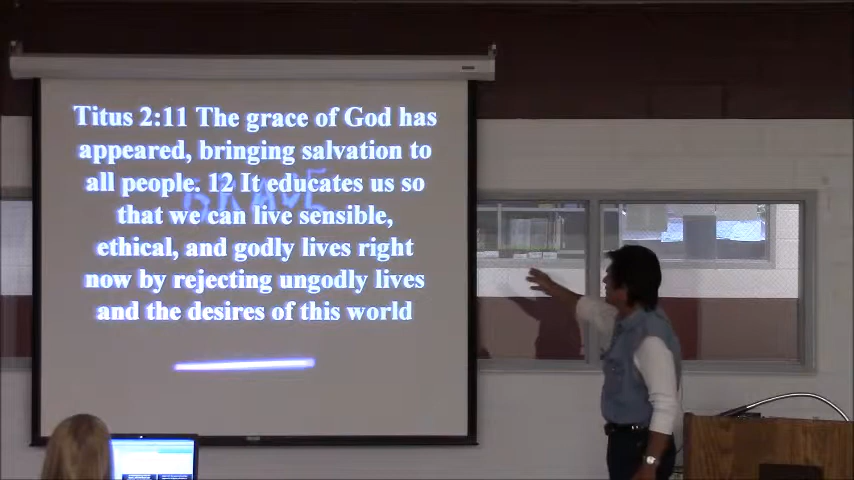 Titus 2:11 The grace of God has
appeared, bringing salvation to
all people. 12 It educates us so
that we can live sensible,
ethical, and godly lives right
now by rejecting ungodly lives
and the desires of this world
GRACE